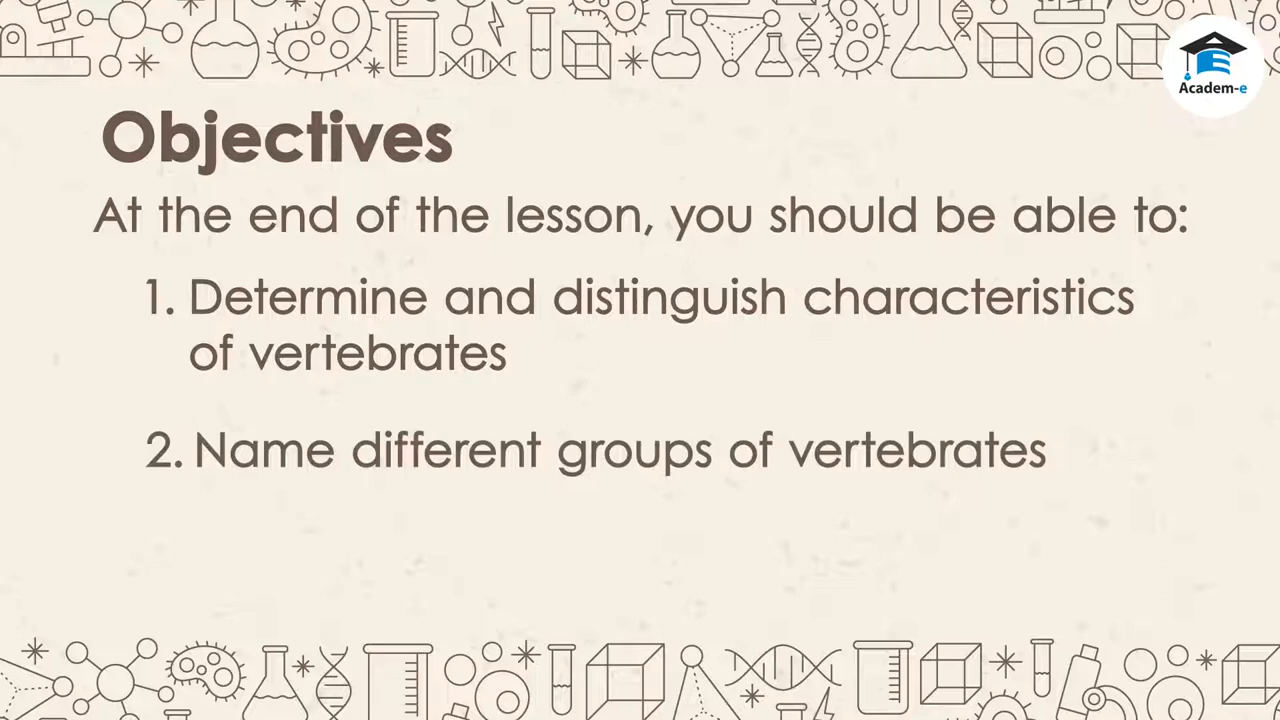 Academ-e
Objectives
At the end of the lesson, you should be able to:
1. Determine and distinguish characteristics
of vertebrates
2. Name different groups of vertebrates